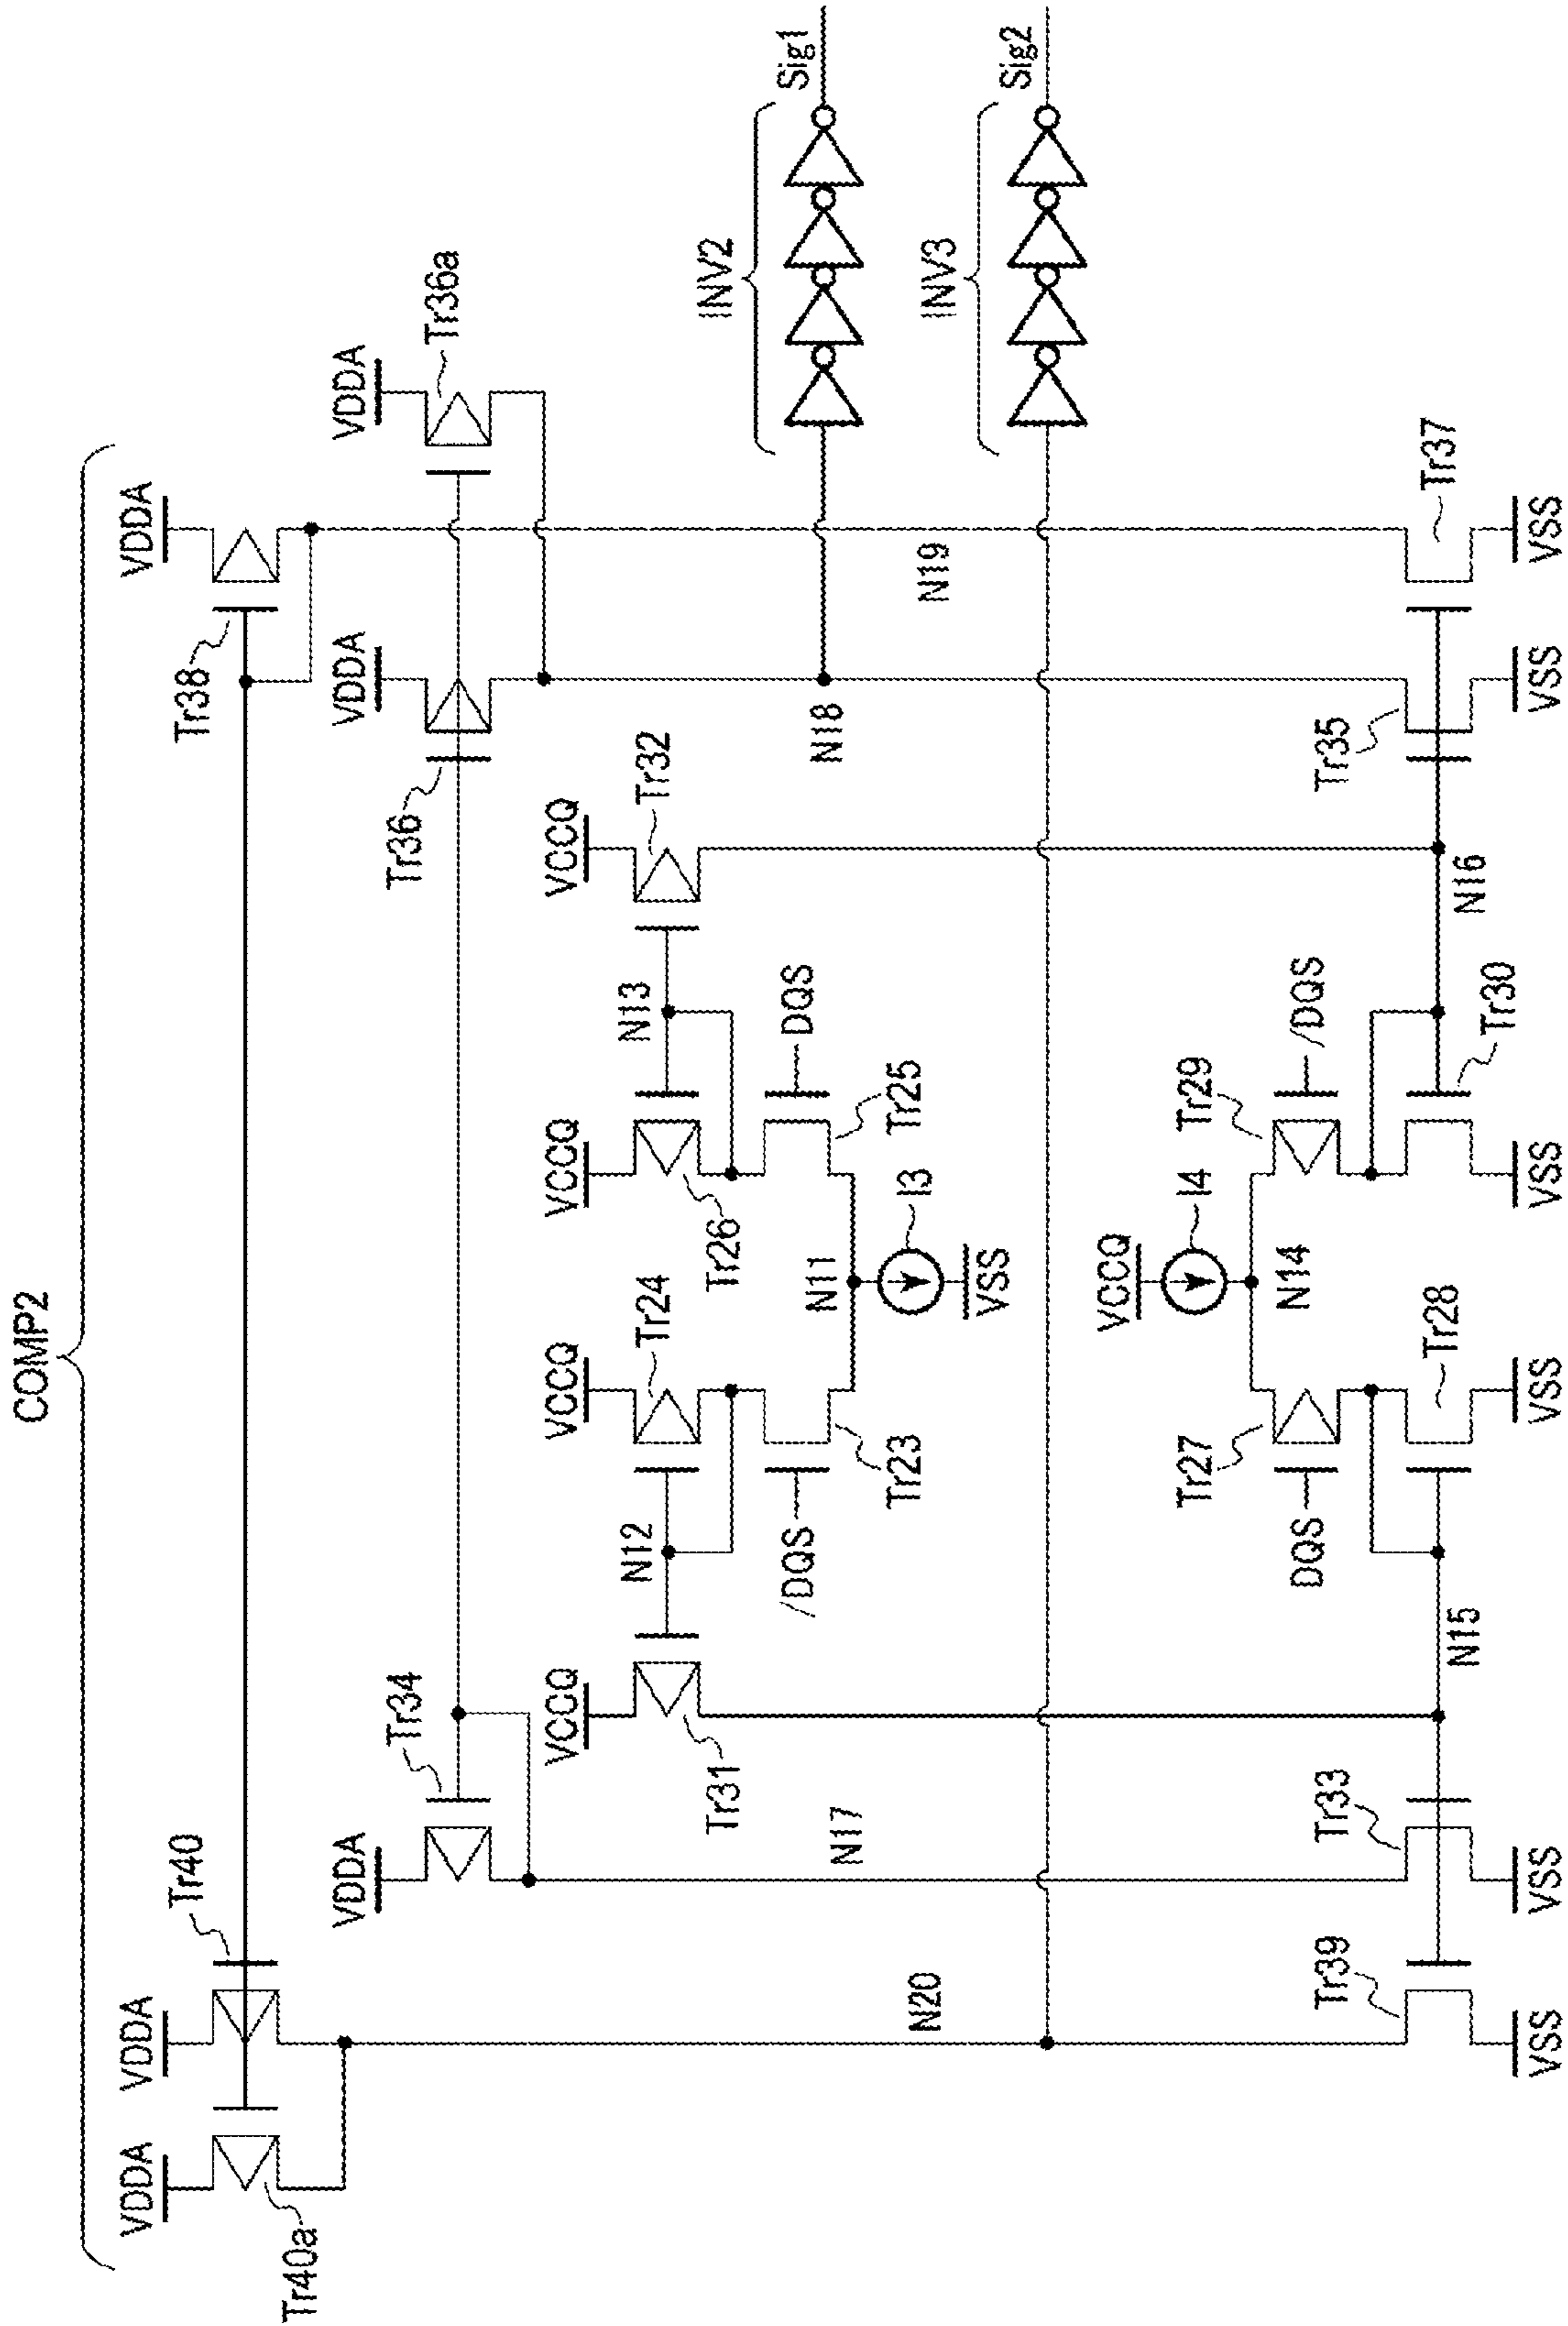 COMP2
VDDA
VDDA
Tr40
VDDA
Tr40a
Tr38
VDDA
Tr34
VDDA
Tr36
VDDA
Tr36a
VCCQ
VCCQ
VCCQ
VCCQ
Tr31
N12
Tr24
Tr26
N13
Tr32
/DQS
DQS
Tr23
N11
Tr25
I3
VSS
N17
N18
INV2
Sig1
N20
N19
INV3
Sig2
VCCQ
I4
Tr27
Tr29
DQS
N14
/DQS
Tr39
Tr33
Tr28
Tr35
Tr37
N15
Tr30
N16
VSS
VSS
VSS
VSS
VSS
VSS